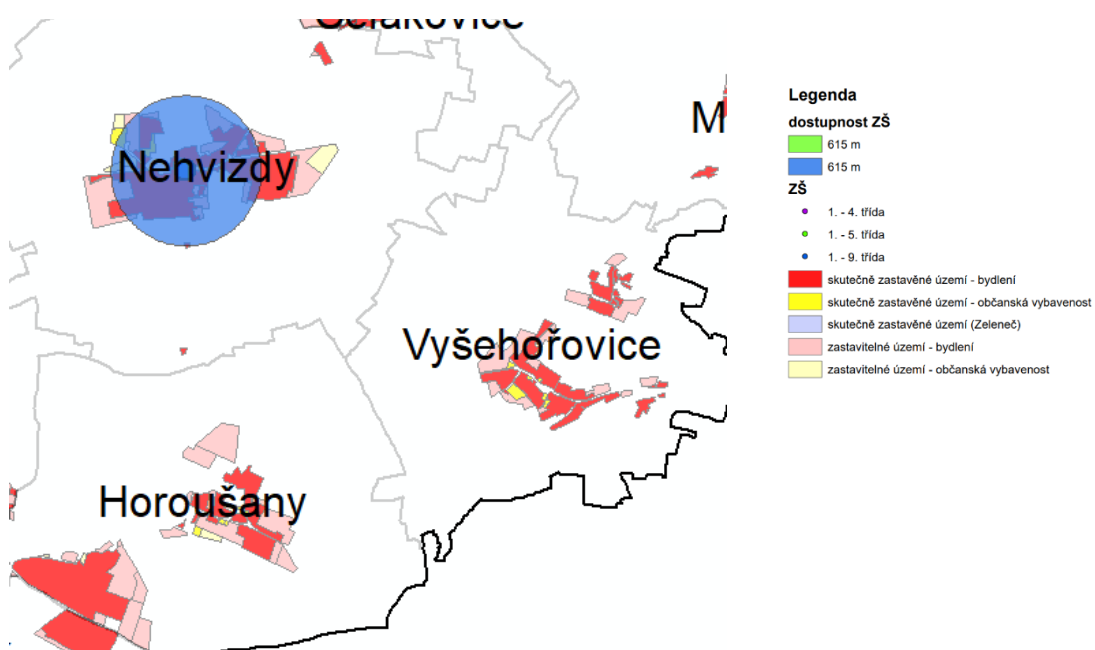 Nehvizdy
M
Vyšehořovice
Horoušany
Legenda
dostupnost ZŠ
615 m
615 m
ZŠ
1. - 4. třída
1. - 5. třída
1. - 9. třída
skutečně zastavěné území - bydlení
skutečně zastavěné území - občanská vybavenost
skutečně zastavěné území (Zeleneč)
zastavitelné území - bydlení
zastavitelné území - občanská vybavenost